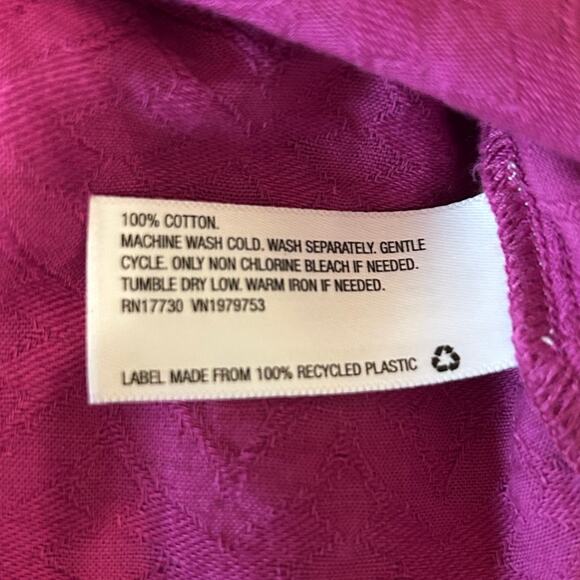 100% COTTON.
MACHINE WASH COLD. WASH SEPARATELY. GENTLE
CYCLE. ONLY NON CHLORINE BLEACH IF NEEDED.
TUMBLE DRY LOW. WARM IRON IF NEEDED.
RN17730 VN1979753
LABEL MADE FROM 100% RECYCLED PLASTIC